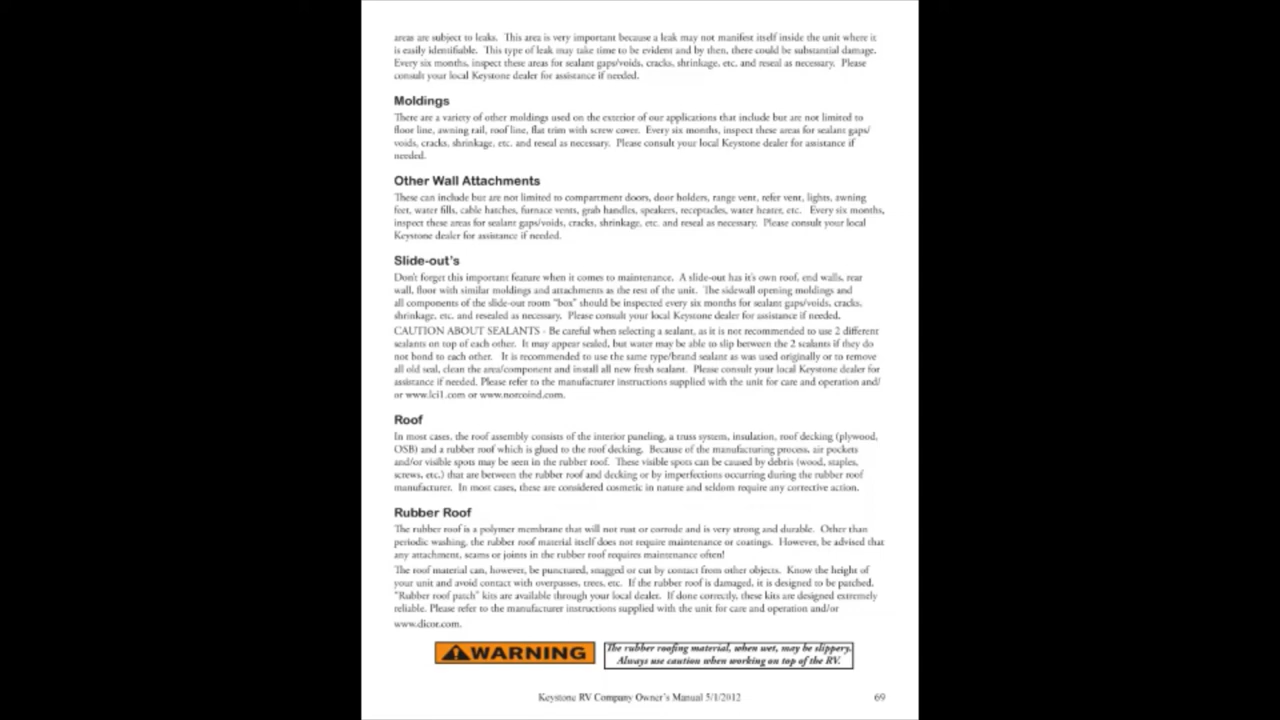 areas are subject to leaks. This area is very important because a leak may not manifest itself inside the unit where it
is easily identifiable. This type of leak may take time to be evident and by then, there could be substantial damage.
Every six months, inspect these areas for sealant gaps/voids, cracks, shrinkage, etc. and reseal as necessary. Please
consult your local Keystone dealer for assistance if needed.
Moldings
There are a variety of other moldings used on the exterior of our applications that include but are not limited to
floor line, awning rail, roof line, flat trim with screw cover. Every six months, inspect these areas for sealant gaps/
voids, cracks, shrinkage, etc. and reseal as necessary. Please consult your local Keystone dealer for assistance if
needed.
Other Wall Attachments
These can include but are not limited to compartment doors, door holders, range vent, refer vent, lights, awning
feet, water fills, cable hatches, furnace vents, grab handles, speakers, receptacles, water heater, etc. Every six months,
inspect these areas for sealant gaps/voids, cracks, shrinkage, etc. and reseal as necessary. Please consult your local
Keystone dealer for assistance if needed.
Slide-out's
Don't forget this important feature when it comes to maintenance. A slide-out has it's own roof, end walls, rear
wall, floor with similar moldings and attachments as the rest of the unit. The sidewall opening moldings and
all components of the slide-out room "box" should be inspected every six months for sealant gaps/voids, cracks,
shrinkage, etc. and resealed as necessary. Please consult your local Keystone dealer for assistance if needed.
CAUTION ABOUT SEALANTS - Be careful when selecting a sealant, as it is not recommended to use 2 different
sealants on top of each other. It may appear sealed, but water may be able to slip between the 2 sealants if they do
not bond to each other. It is recommended to use the same type/brand sealant as was used originally or to remove
all old seal, clean the area/component and install all new fresh sealant. Please consult your local Keystone dealer for
assistance if needed. Please refer to the manufacturer instructions supplied with the unit for care and operation and/
or www.lci1.com or www.norcoind.com.
Roof
In most cases, the roof assembly consists of the interior paneling, a truss system, insulation, roof decking (plywood,
OSB) and a rubber roof which is glued to the roof decking. Because of the manufacturing process, air pockets
and/or visible spots may be seen in the rubber roof. These visible spots can be caused by debris (wood, staples,
screws, etc.) that are between the rubber roof and decking or by imperfections occurring during the rubber roof
manufacturer. In most cases, these are considered cosmetic in nature and seldom require any corrective action.
Rubber Roof
The rubber roof is a polymer membrane that will not rust or corrode and is very strong and durable. Other than
periodic washing, the rubber roof material itself does not require maintenance or coatings. However, be advised that
any attachment, seams or joints in the rubber roof requires maintenance often!
The roof material can, however, be punctured, snagged or cut by contact from other objects. Know the height of
your unit and avoid contact with overpasses, trees, etc. If the rubber roof is damaged, it is designed to be patched.
"Rubber roof patch" kits are available through your local dealer. If done correctly, these kits are designed extremely
reliable. Please refer to the manufacturer instructions supplied with the unit for care and operation and/or
www.dicor.com.
WARNING
The rubber roofing material, when wet, may be slippery.
Always use caution when working on top of the RV.
Keystone RV Company Owner's Manual 5/1/2012
69